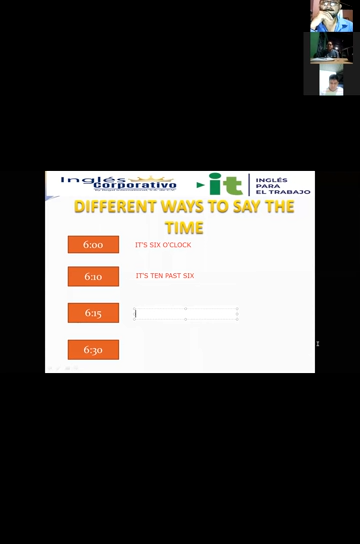 Inglés
Corporativo
it
INGLÉS
PARA
EL TRABAJO
DIFFERENT WAYS TO SAY THE
TIME
6:00
IT'S SIX O'CLOCK
6:10
IT'S TEN PAST SIX
6:15
6:30